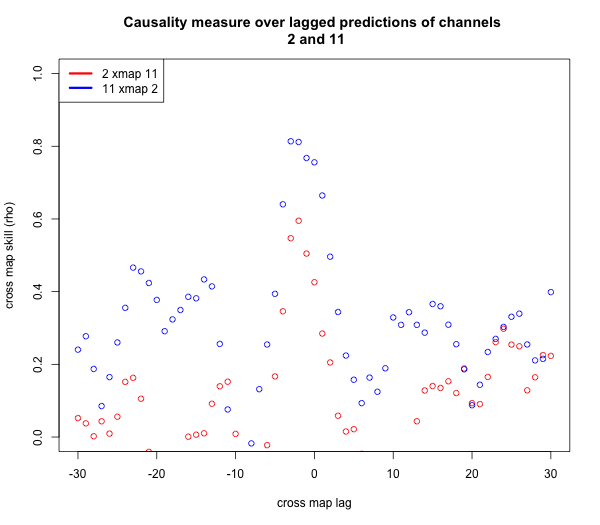 Causality measure over lagged predictions of channels
2 and 11
2 xmap 11
11 xmap 2
1.0
0.8
0.6
0.4
0.2
0.0
cross map skill (rho)
-30 -20 -10 0 10 20 30
cross map lag